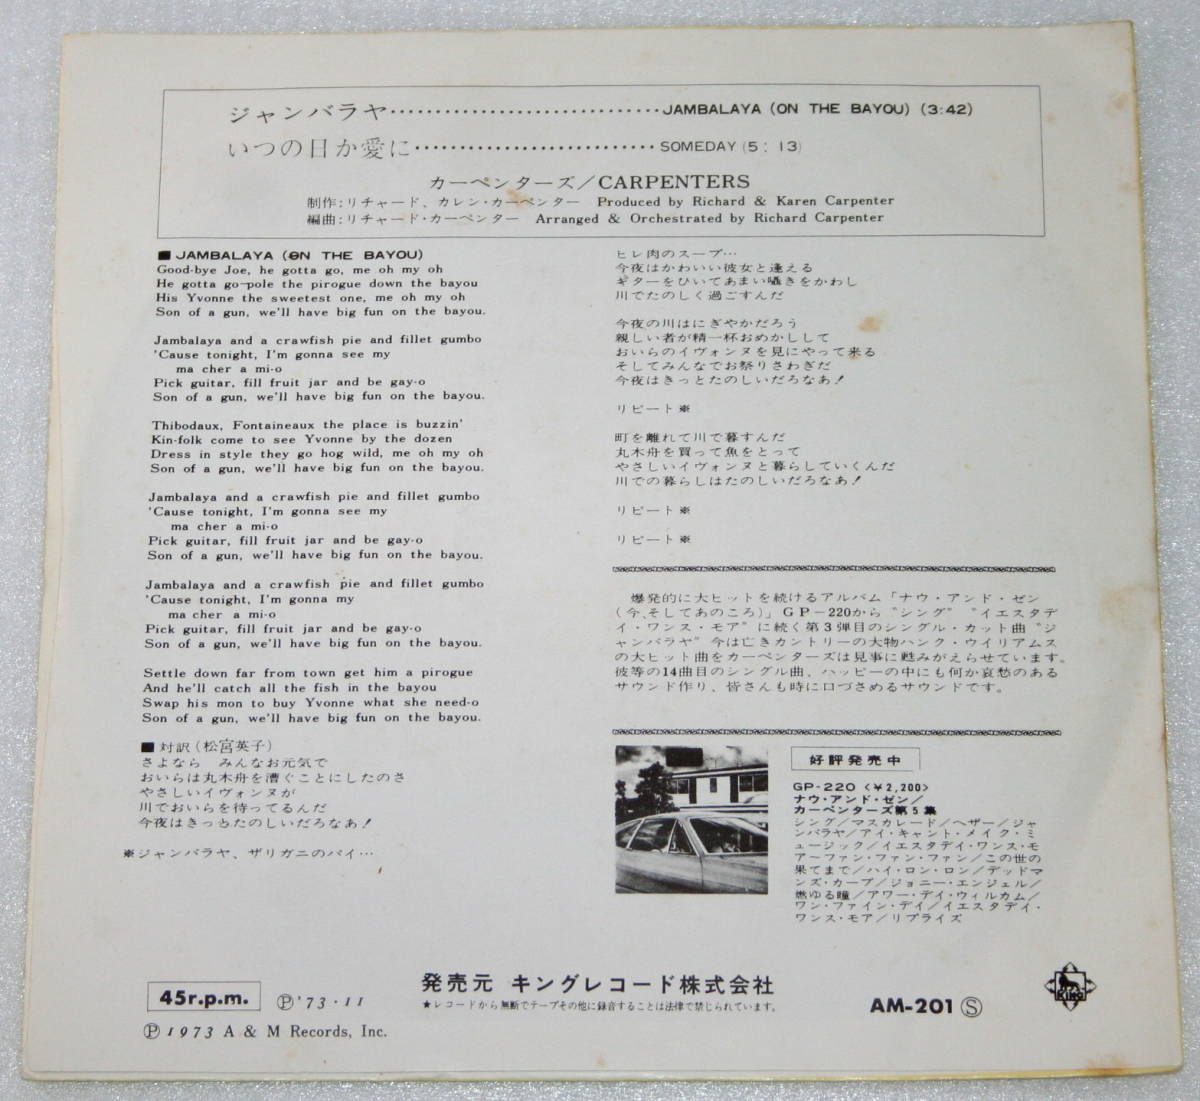 ジャンバラヤ……………………………JAMBALAYA (ON THE BAYOU) (3:42)
いつの日か愛に………………………SOMEDAY (5:13)
カーペンターズ／CARPENTERS
制作:リチャード、カレン・カーペンター Produced by Richard & Karen Carpenter
編曲:リチャード・カーペンター Arranged & Orchestrated by Richard Carpenter
■ JAMBALAYA (ON THE BAYOU)
Good-bye Joe, he gotta go, me oh my oh
He gotta go-pole the pirogue down the bayou
His Yvonne the sweetest one, me oh my oh
Son of a gun, we'll have big fun on the bayou.
Jambalaya and a crawfish pie and fillet gumbo
'Cause tonight, I'm gonna see my
ma cher a mi-o
Pick guitar, fill fruit jar and be gay-o
Son of a gun, we'll have big fun on the bayou.
Thibodaux, Fontaineaux the place is buzzin'
Kin-folk come to see Yvonne by the dozen
Dress in style they go hog wild, me oh my oh
Son of a gun, we'll have big fun on the bayou.
Jambalaya and a crawfish pie and fillet gumbo
'Cause tonight, I'm gonna see my
ma cher a mi-o
Pick guitar, fill fruit jar and be gay-o
Son of a gun, we'll have big fun on the bayou.
Jambalaya and a crawfish pie and fillet gumbo
'Cause tonight, I'm gonna my
ma cher a mi-o
Pick guitar, fill fruit jar and be gay-o
Son of a gun, we'll have big fun on the bayou.
Settle down far from town get him a pirogue
And he'll catch all the fish in the bayou
Swap his mon to buy Yvonne what she need-o
Son of a gun, we'll have big fun on the bayou.
■ 対訳(松宮英子)
さよなら みんなお元気で
おいらは丸木舟を漕ぐことにしたのさ
やさしいイヴォンヌが
川でおいらを待ってるんだ
今夜はきっとたのしいだろなあ！
※ジャンバラヤ、ザリガニのパイ…
ヒレ肉のスープ…
今夜はかわいい彼女と逢える
ギターをひいてあまい囁きをかわし
川でたのしく過ごすんだ
今夜の川はにぎやかだろう
親しい者が精一杯おめかしして
おいらのイヴォンヌを見にやって来る
そしてみんなでお祭りさわぎだ
今夜はきっとたのしいだろなあ！
リピート※
町を離れて川で暮すんだ
丸木舟を買って魚をとって
やさしいイヴォンヌと暮らしていくんだ
川での暮らしはたのしいだろなあ！
リピート※
リピート※
爆発的に大ヒットを続けるアルバム「ナウ・アンド・ゼン
(今、そしてあのころ)」GP-220から〝シング〟〝イエスタデ
イ・ワンス・モア〟に続く第3弾目のシングル・カット曲〝ジ
ャンバラヤ〟今は亡きカントリーの大物ハンク・ウイリアムス
の大ヒット曲をカーペンターズは見事に甦みがえらせています。
彼等の14曲目のシングル曲、ハッピーの中にも何か哀愁のある
サウンド作り、皆さんも時に口づさめるサウンドです。
好評発売中
GP-220 〈¥2,200〉
ナウ・アンド・ゼン／
カーペンターズ第5集
シング／マスカレード／ヘザー／ジャ
ンバラヤ／アイ・キャント・メイク・ミ
ュージック／イエスタデイ・ワンス・モ
ア～ファン・ファン・ファン／この世の
果てまで／ハイ・ロン・ロン／デッドマ
ンズ・カーブ／ジョニー・エンジェル／
燃ゆる瞳／アワー・デイ・ウィルカム／
ワン・ファイン・デイ／イエスタデイ・
ワンス・モア／リプライズ
45r.p.m.
Ⓟ'73・11
Ⓟ 1973 A & M Records, Inc.
発売元 キングレコード株式会社
★レコードから無断でテープその他に録音することは法律で禁じられています。
AM-201 Ⓢ
KING